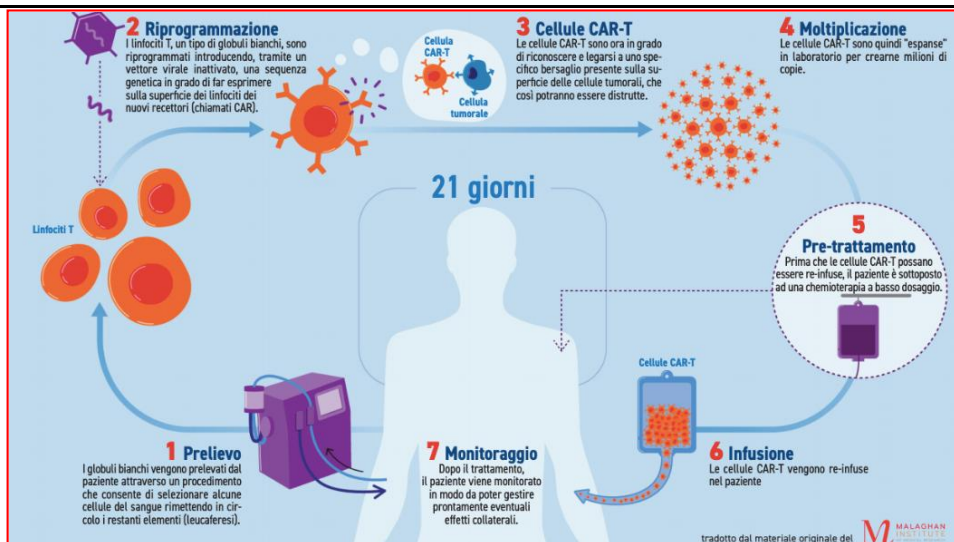 2 Riprogrammazione
I linfociti T, un tipo di globuli bianchi, sono
riprogrammati introducendo, tramite un
vettore virale inattivato, una sequenza
genetica in grado di far esprimere
sulla superficie dei linfociti dei
nuovi recettori (chiamati CAR).
Cellula
CAR-T
Cellula
tumorale
3 Cellule CAR-T
Le cellule CAR-T sono ora in grado
di riconoscere e legarsi a uno spe-
cifico bersaglio presente sulla su-
perficie delle cellule tumorali, che
così potranno essere distrutte.
4 Moltiplicazione
Le cellule CAR-T sono quindi "espanse"
in laboratorio per crearne milioni di
copie.
21 giorni
Linfociti T
5
Pre-trattamento
Prima che le cellule CAR-T possano
essere re-infuse, il paziente è sottoposto
ad una chemioterapia a basso dosaggio.
Cellule CAR-T
1 Prelievo
I globuli bianchi vengono prelevati dal
paziente attraverso un procedimento
che consente di selezionare alcune
cellule del sangue rimettendo in cir-
colo i restanti elementi (leucaferesi).
7 Monitoraggio
Dopo il trattamento,
il paziente viene monitorato
in modo da poter gestire
prontamente eventuali
effetti collaterali.
6 Infusione
Le cellule CAR-T vengono re-infuse
nel paziente
tradotto dal materiale originale del
MALAGHAN
INSTITUTE